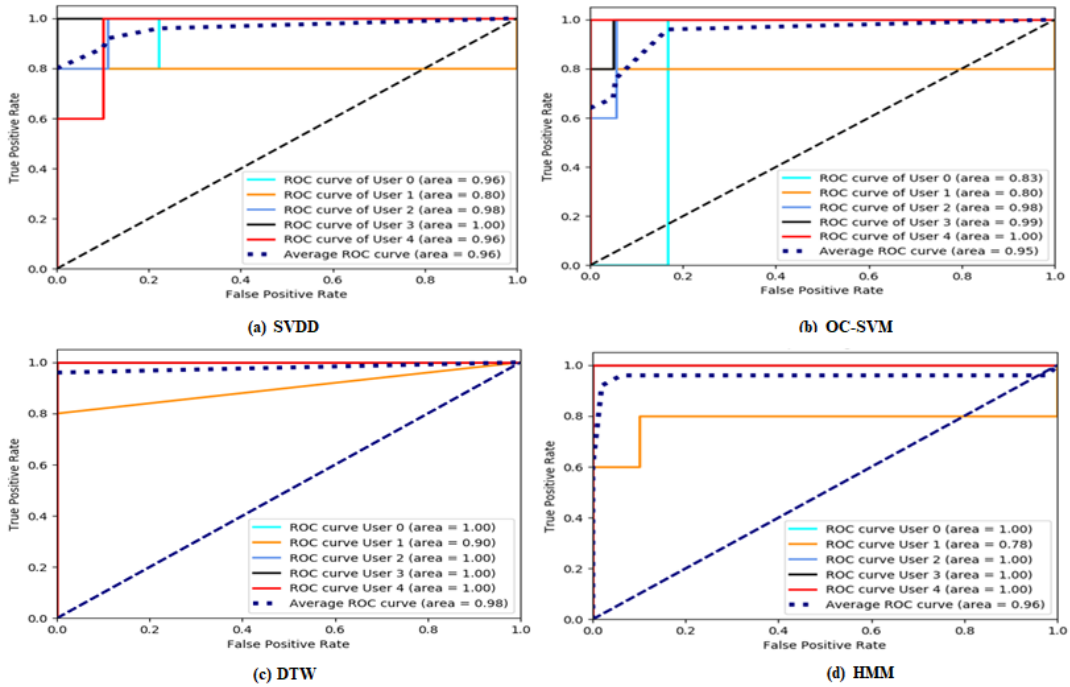 1.0
0.8
0.6
0.4
0.2
0.0
True Positive Rate
ROC curve of User 0 (area = 0.96)
ROC curve of User 1 (area = 0.80)
ROC curve of User 2 (area = 0.98)
ROC curve of User 3 (area = 1.00)
ROC curve of User 4 (area = 0.96)
Average ROC curve (area = 0.96)
0.0 0.2 0.4 0.6 0.8 1.0
False Positive Rate
(a) SVDD
1.0
0.8
0.6
0.4
0.2
0.0
True Positive Rate
ROC curve of User 0 (area = 0.83)
ROC curve of User 1 (area = 0.80)
ROC curve of User 2 (area = 0.98)
ROC curve of User 3 (area = 0.99)
ROC curve of User 4 (area = 1.00)
Average ROC curve (area = 0.95)
0.0 0.2 0.4 0.6 0.8 1.0
False Positive Rate
(b) OC-SVM
1.0
0.8
0.6
0.4
0.2
0.0
True Positive Rate
ROC curve User 0 (area = 1.00)
ROC curve User 1 (area = 0.90)
ROC curve User 2 (area = 1.00)
ROC curve User 3 (area = 1.00)
ROC curve User 4 (area = 1.00)
Average ROC curve (area = 0.98)
0.0 0.2 0.4 0.6 0.8 1.0
False Positive Rate
(c) DTW
1.0
0.8
0.6
0.4
0.2
0.0
True Positive Rate
ROC curve User 0 (area = 1.00)
ROC curve User 1 (area = 0.78)
ROC curve User 2 (area = 1.00)
ROC curve User 3 (area = 1.00)
ROC curve User 4 (area = 1.00)
Average ROC curve (area = 0.96)
0.0 0.2 0.4 0.6 0.8 1.0
False Positive Rate
(d) HMM